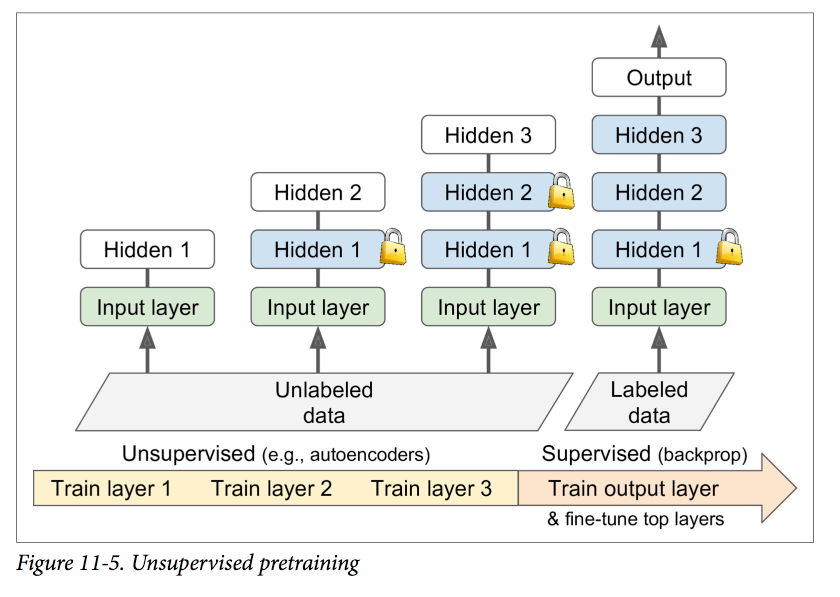 Output
Hidden 3
Hidden 3
Hidden 2
Hidden 2
Hidden 2
Hidden 1
Hidden 1
Hidden 1
Hidden 1
Input layer
Input layer
Input layer
Input layer
Unlabeled
data
Labeled
data
Unsupervised (e.g., autoencoders)
Supervised (backprop)
Train layer 1
Train layer 2
Train layer 3
Train output layer
& fine-tune top layers
Figure 11-5. Unsupervised pretraining